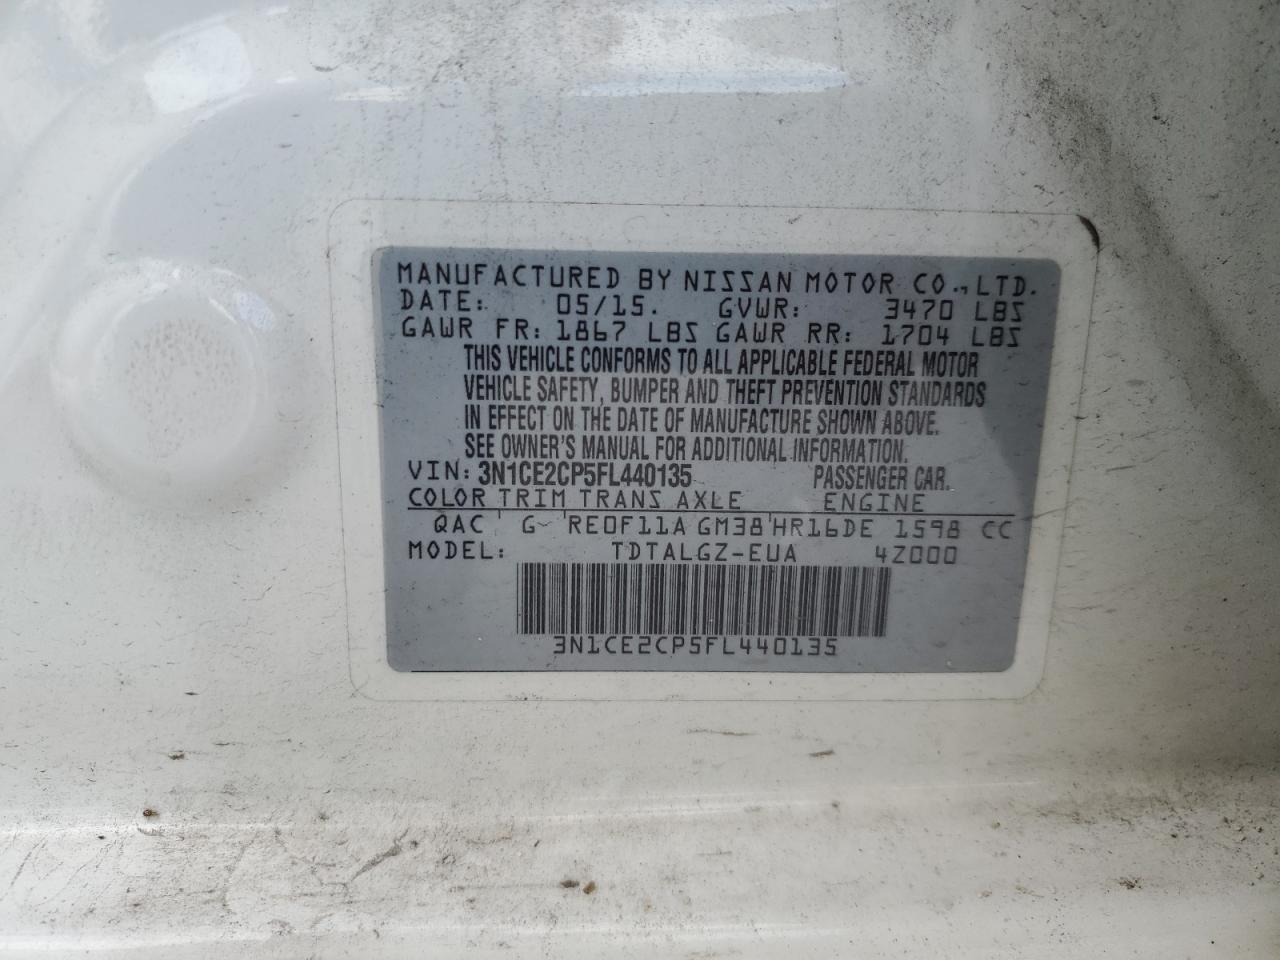 MANUFACTURED BY NISSAN MOTOR CO., LTD.
DATE: 05/15. GVWR: 3470 LBS
GAWR FR: 1867 LBS GAWR RR: 1704 LBS
THIS VEHICLE CONFORMS TO ALL APPLICABLE FEDERAL MOTOR
VEHICLE SAFETY, BUMPER AND THEFT PREVENTION STANDARDS
IN EFFECT ON THE DATE OF MANUFACTURE SHOWN ABOVE.
SEE OWNER'S MANUAL FOR ADDITIONAL INFORMATION.
VIN: 3N1CE2CP5FL440135 PASSENGER CAR.
COLOR TRIM TRANS AXLE ENGINE
QAC G RE0F11A GM38 HR16DE 1598 CC
MODEL: TDTALGZ-EUA 4Z000
3N1CE2CP5FL440135